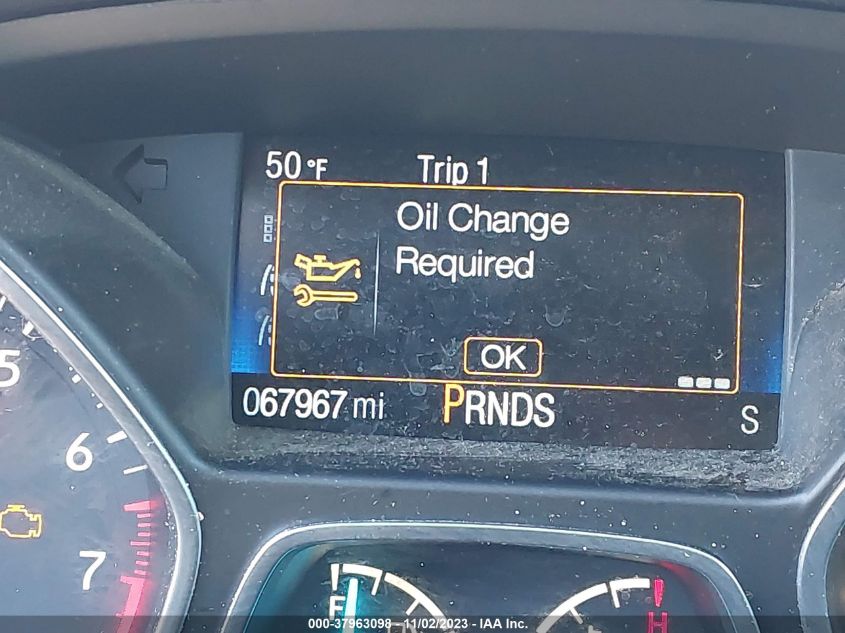 50 °F Trip 1
Oil Change
Required
OK
067967 mi PRNDS S
5
6
7
F
H
000-37963098 - 11/02/2023 - IAA Inc.